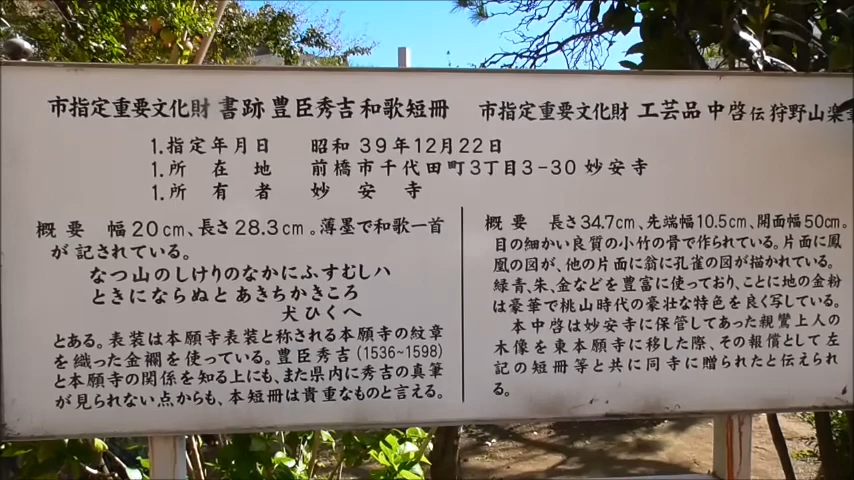 市指定重要文化財 書跡 豊臣秀吉和歌短冊
市指定重要文化財 工芸品 中啓 伝狩野山楽
1.指定年月日 昭和39年12月22日
1.所在地 前橋市千代田町3丁目3-30 妙安寺
1.所有者 妙安寺
概要 幅20cm、長さ28.3cm。薄墨で和歌一首
が記されている。
なつ山のしけりのなかにふすむしハ
ときにならぬとあきちかきころ
犬ひくへ
とある。表装は本願寺表装と称される本願寺の紋章
を織った金襴を使っている。豊臣秀吉(1536~1598)
と本願寺の関係を知る上にも、また県内に秀吉の真筆
が見られない点からも、本短冊は貴重なものと言える。
概要 長さ34.7cm、先端幅10.5cm、開面幅50cm。
目の細かい良質の小竹の骨で作られている。片面に鳳
凰の図が、他の片面に翁に孔雀の図が描かれている。
緑青、朱、金などを豊富に使っており、ことに地の金粉
は豪華で桃山時代の豪壮な特色を良く写している。
本中啓は妙安寺に保管してあった親鸞上人の
木像を、東本願寺に移した際、その報償として左
記の短冊等と共に同寺に贈られたと伝えられ
る。